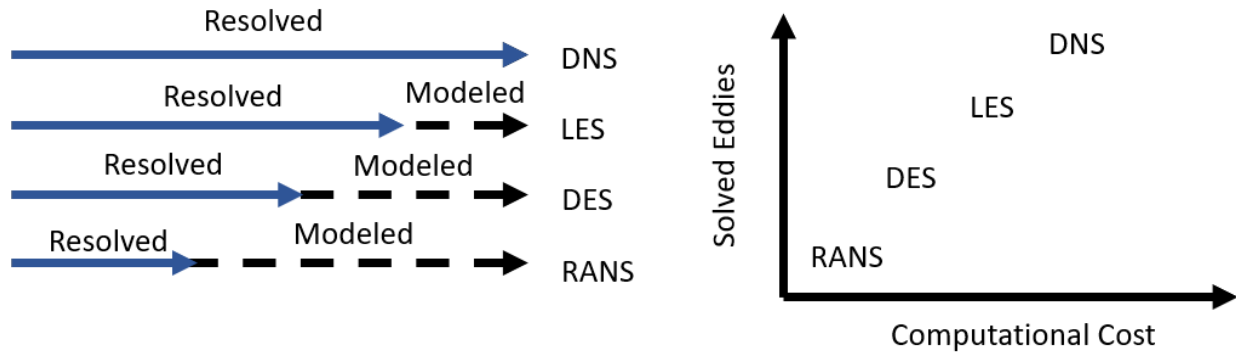 Resolved
DNS
Resolved
Modeled
LES
Resolved
Modeled
DES
Resolved
Modeled
RANS
Solved Eddies
DNS
LES
DES
RANS
Computational Cost